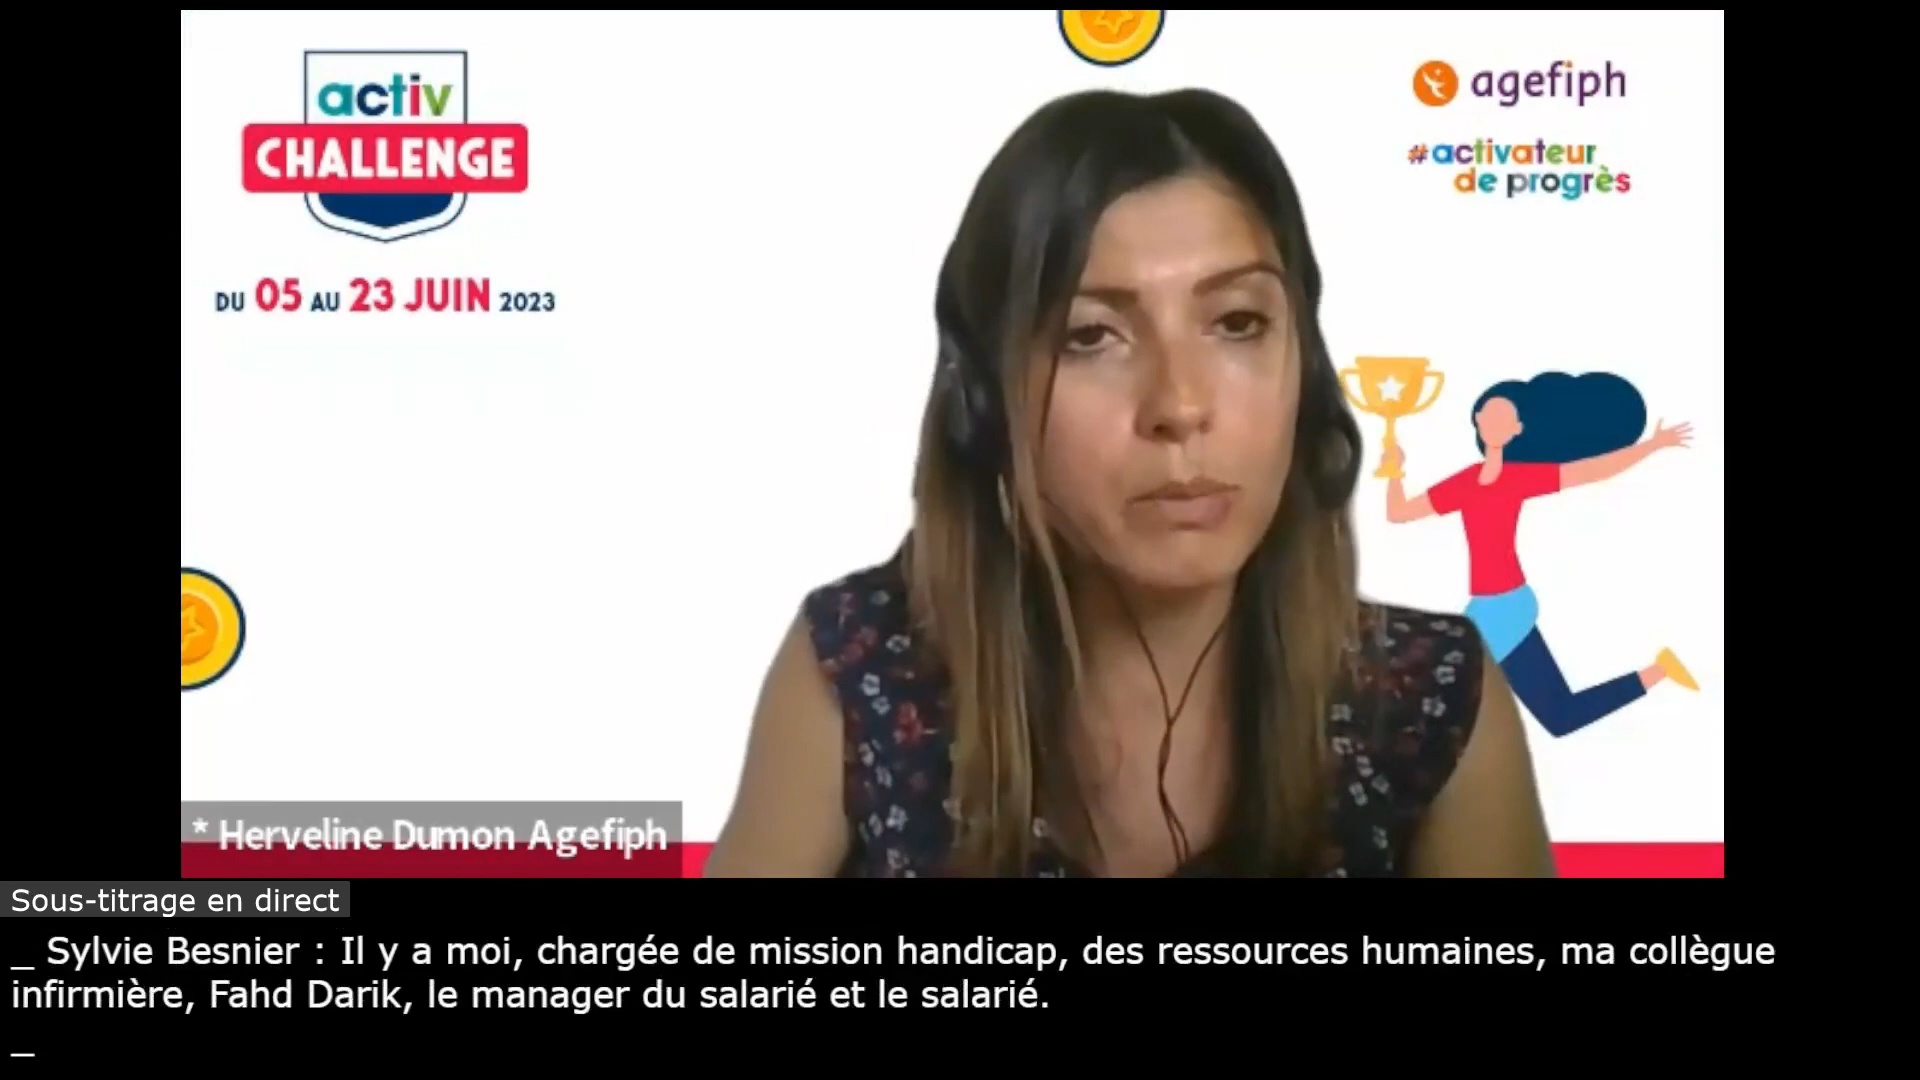 activ
CHALLENGE
DU 05 AU 23 JUIN 2023
agefiph
#activateur
de progrès
* Herveline Dumon Agefiph
Sous-titrage en direct
_ Sylvie Besnier : Il y a moi, chargée de mission handicap, des ressources humaines, ma collègue
infirmière, Fahd Darik, le manager du salarié et le salarié.
_